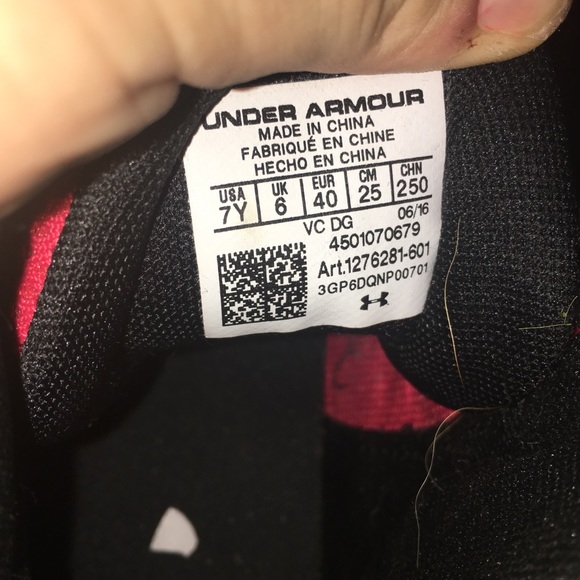 UNDER ARMOUR
MADE IN CHINA
FABRIQUÉ EN CHINE
HECHO EN CHINA
USA UK EUR CM CHN
7Y 6 40 25 250
VC DG 06/16
4501070679
Art.1276281-601
3GP6DQNP00701